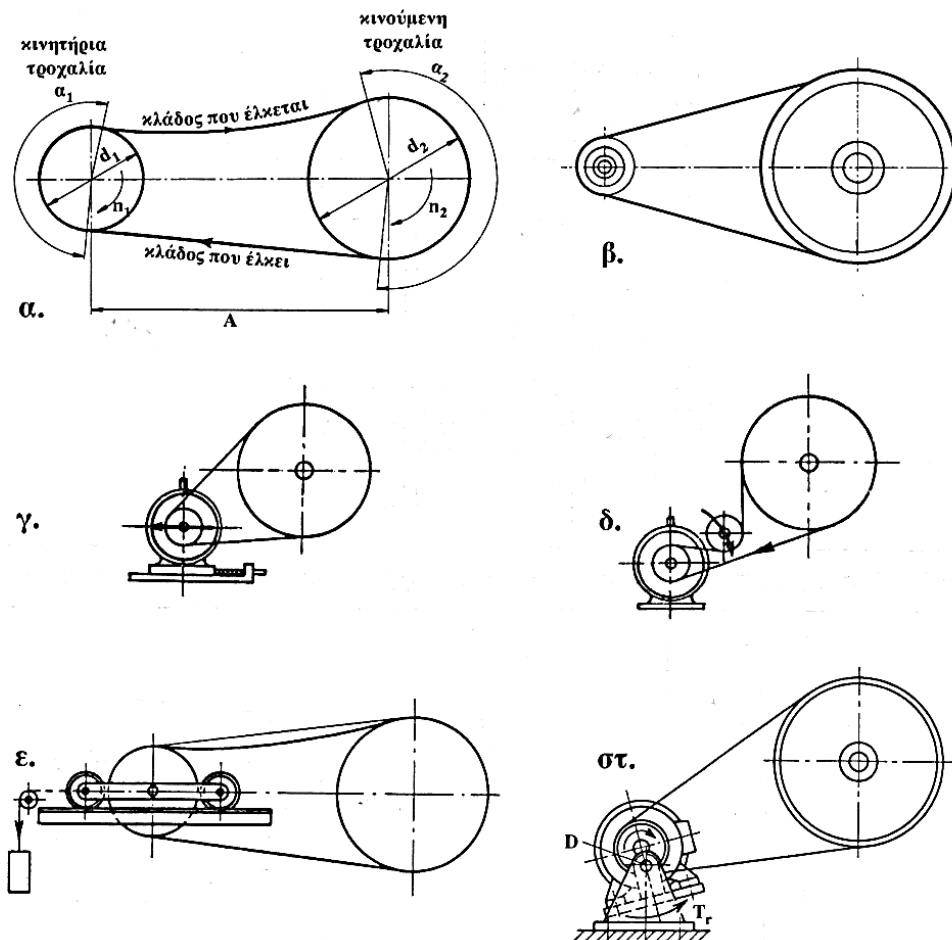 κινητήρια
τροχαλία
α₁
κινούμενη
τροχαλία
α₂
κλάδος που έλκεται
d₁
d₂
n₁
n₂
κλάδος που έλκει
α.
A
β.
γ.
δ.
ε.
στ.
D
Tᵣ